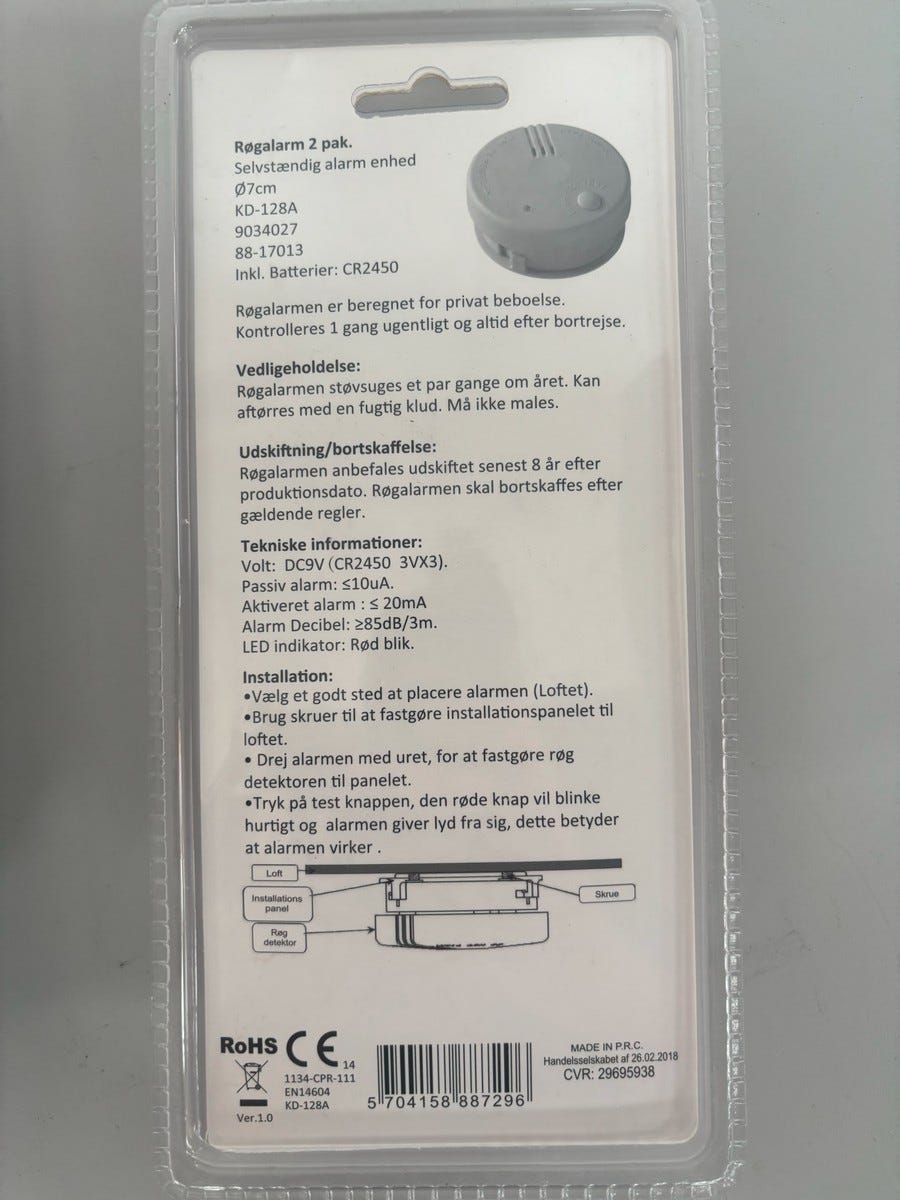 Røgalarm 2 pak.
Selvstændig alarm enhed
Ø7cm
KD-128A
9034027
88-17013
Inkl. Batterier: CR2450
Røgalarmen er beregnet for privat beboelse.
Kontrolleres 1 gang ugentligt og altid efter bortrejse.
Vedligeholdelse:
Røgalarmen støvsuges et par gange om året. Kan
aftørres med en fugtig klud. Må ikke males.
Udskiftning/bortskaffelse:
Røgalarmen anbefales udskiftet senest 8 år efter
produktionsdato. Røgalarmen skal bortskaffes efter
gældende regler.
Tekniske informationer:
Volt: DC9V (CR2450 3VX3).
Passiv alarm: ≤10uA.
Aktiveret alarm : ≤ 20mA
Alarm Decibel: ≥85dB/3m.
LED indikator: Rød blik.
Installation:
•Vælg et godt sted at placere alarmen (Loftet).
•Brug skruer til at fastgøre installationspanelet til
loftet.
• Drej alarmen med uret, for at fastgøre røg
detektoren til panelet.
•Tryk på test knappen, den røde knap vil blinke
hurtigt og alarmen giver lyd fra sig, dette betyder
at alarmen virker .
Loft
Installations
panel
Skrue
Røg
detektor
RoHS
CE
14
1134-CPR-111
EN14604
KD-128A
Ver.1.0
5 704158 887296
MADE IN P.R.C.
Handelsselskabet af 26.02.2018
CVR: 29695938